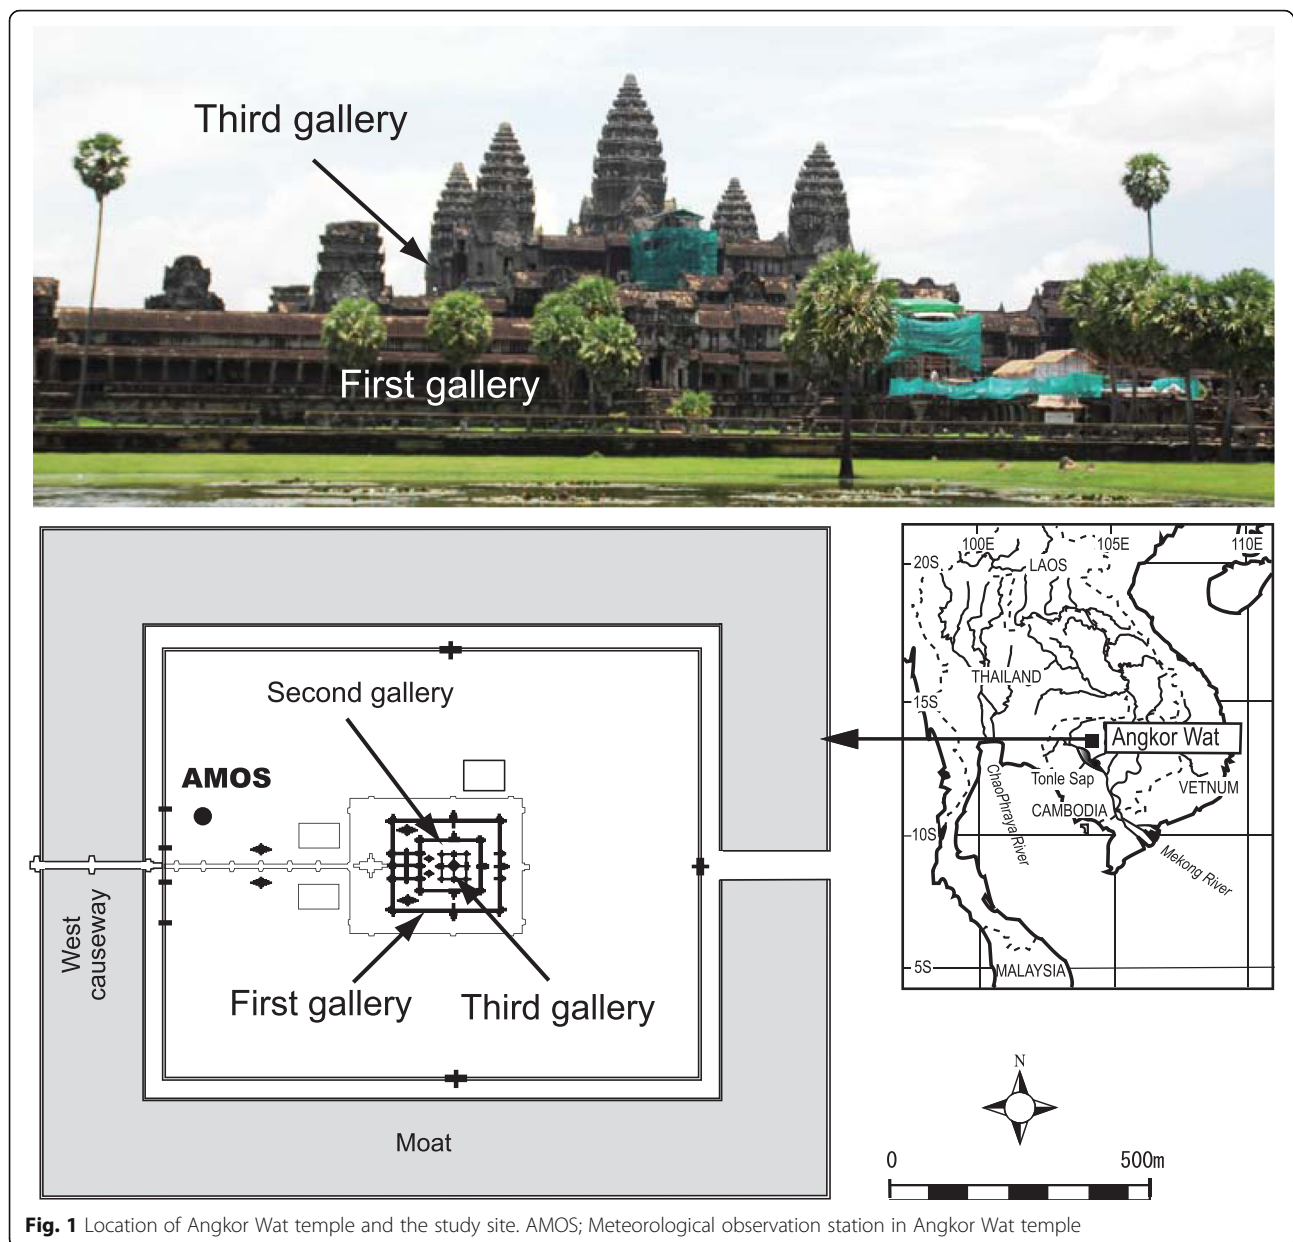 Third gallery
First gallery
Second gallery
AMOS
West
causeway
First gallery
Third gallery
Moat
100E
105E
110E
20S
LAOS
THAILAND
15S
Angkor Wat
Tonle Sap
VETNUM
CAMBODIA
ChaoPhraya River
10S
Mekong River
5S
MALAYSIA
N
0
500m
Fig. 1 Location of Angkor Wat temple and the study site. AMOS; Meteorological observation station in Angkor Wat temple